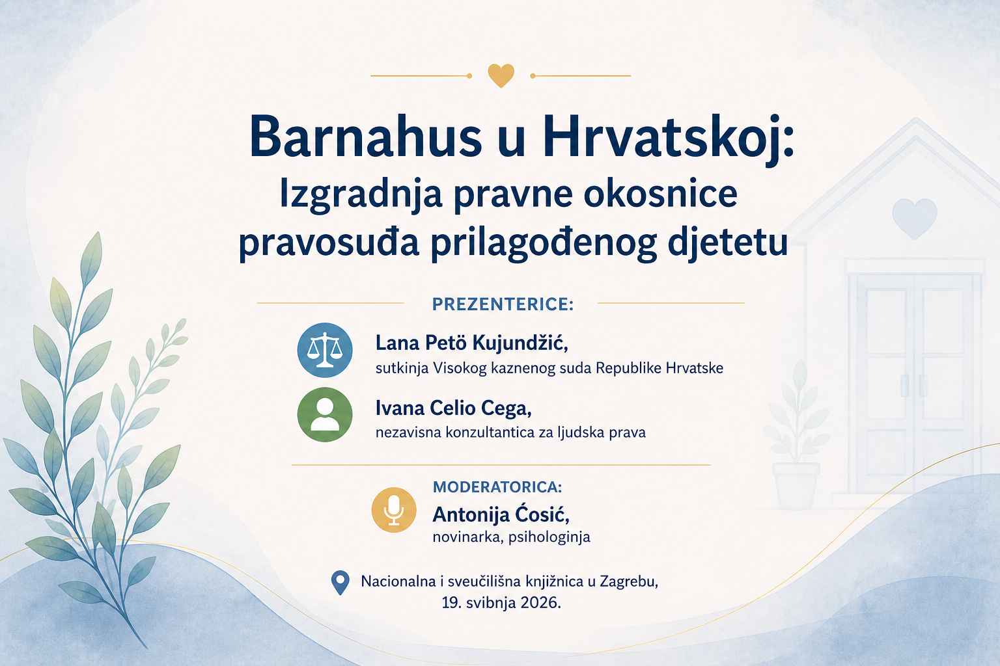 Barnahus u Hrvatskoj:
Izgradnja pravne okosnice
pravosuđa prilagođenog djetetu
PREZENTERICE:
Lana Petö Kujundžić,
sutkinja Visokog kaznenog suda Republike Hrvatske
Ivana Celio Cega,
nezavisna konzultantica za ljudska prava
MODERATORICA:
Antonija Ćosić,
novinarka, psihologinja
Nacionalna i sveučilišna knjižnica u Zagrebu,
19. svibnja 2026.